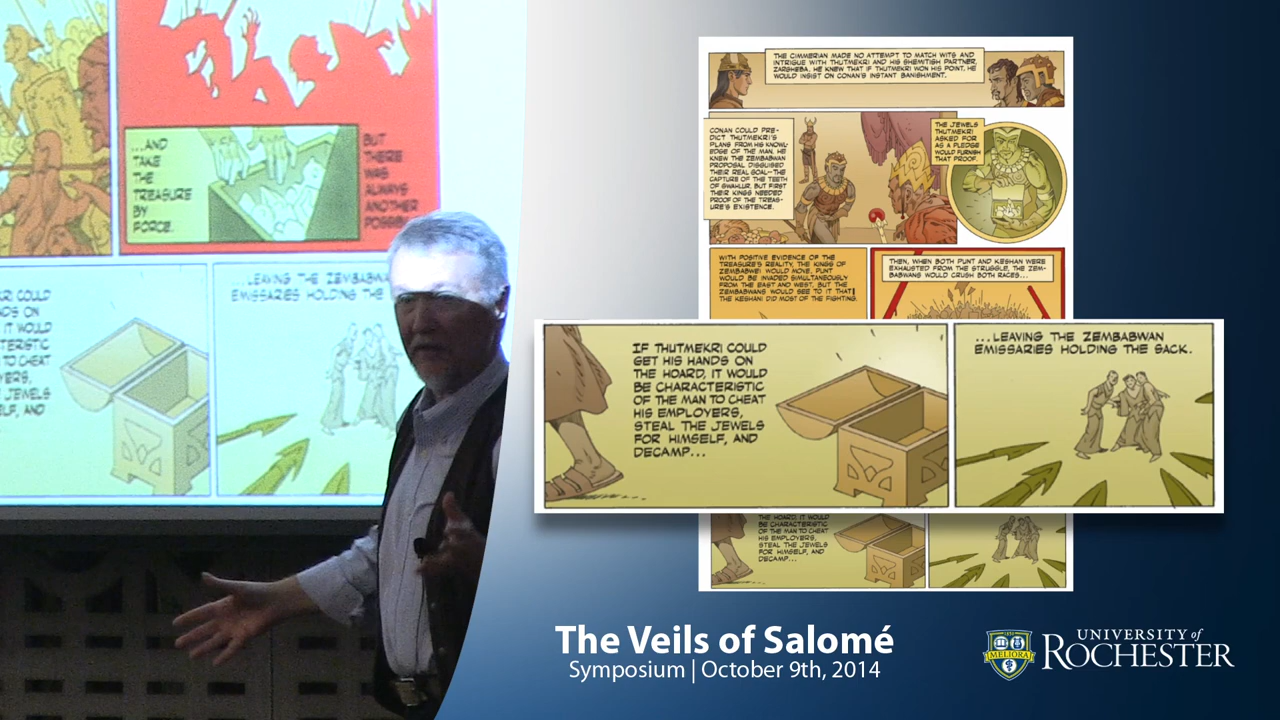 ...AND
TAKE
THE
TREASURE
BY
FORCE.
BUT
THERE
WAS
ALWAYS
ANOTHER
RI COULD
DS ON
IT WOULD
TERISTIC
TO CHEAT
YERS,
JEWELS
ELF, AND
...LEAVING THE ZEMBABWA
EMISSARIES HOLDING THE
THE CIMMERIAN MADE NO ATTEMPT TO MATCH WITS AND
INTRIGUE WITH THUTMEKRI AND HIS SHEMITISH PARTNER,
ZARGHEBA. HE KNEW THAT IF THUTMEKRI WON HIS POINT, HE
WOULD INSIST ON CONAN'S INSTANT BANISHMENT.
CONAN COULD PRE-
DICT THUTMEKRI'S
PLANS FROM HIS KNOWL-
EDGE OF THE MAN. HE
KNEW THE ZEMBABWAN
PROPOSAL DISGUISED
THEIR REAL GOAL--THE
CAPTURE OF THE TEETH
OF GWAHLUR. BUT FIRST
THEIR KINGS NEEDED
PROOF OF THE TREAS-
URE'S EXISTENCE.
THE JEWELS
THUTMEKRI
ASKED FOR
AS A PLEDGE
WOULD FURNISH
THAT PROOF.
WITH POSITIVE EVIDENCE OF THE
TREASURE'S REALITY, THE KINGS OF
ZEMBABWEI WOULD MOVE. PUNT
WOULD BE INVADED SIMULTANEOUSLY
FROM THE EAST AND WEST, BUT THE
ZEMBABWANS WOULD SEE TO IT THAT
THE KESHANI DID MOST OF THE FIGHTING.
THEN, WHEN BOTH PUNT AND KESHAN WERE
EXHAUSTED FROM THE STRUGGLE, THE ZEM-
BABWANS WOULD CRUSH BOTH RACES...
IF THUTMEKRI COULD
GET HIS HANDS ON
THE HOARD, IT WOULD
BE CHARACTERISTIC
OF THE MAN TO CHEAT
HIS EMPLOYERS,
STEAL THE JEWELS
FOR HIMSELF, AND
DECAMP...
...LEAVING THE ZEMBABWAN
EMISSARIES HOLDING THE SACK.
THE HOARD, IT WOULD
BE CHARACTERISTIC
OF THE MAN TO CHEAT
HIS EMPLOYERS,
STEAL THE JEWELS
FOR HIMSELF, AND
DECAMP...
The Veils of Salomé
Symposium | October 9th, 2014
MELIORA
UNIVERSITY of
ROCHESTER